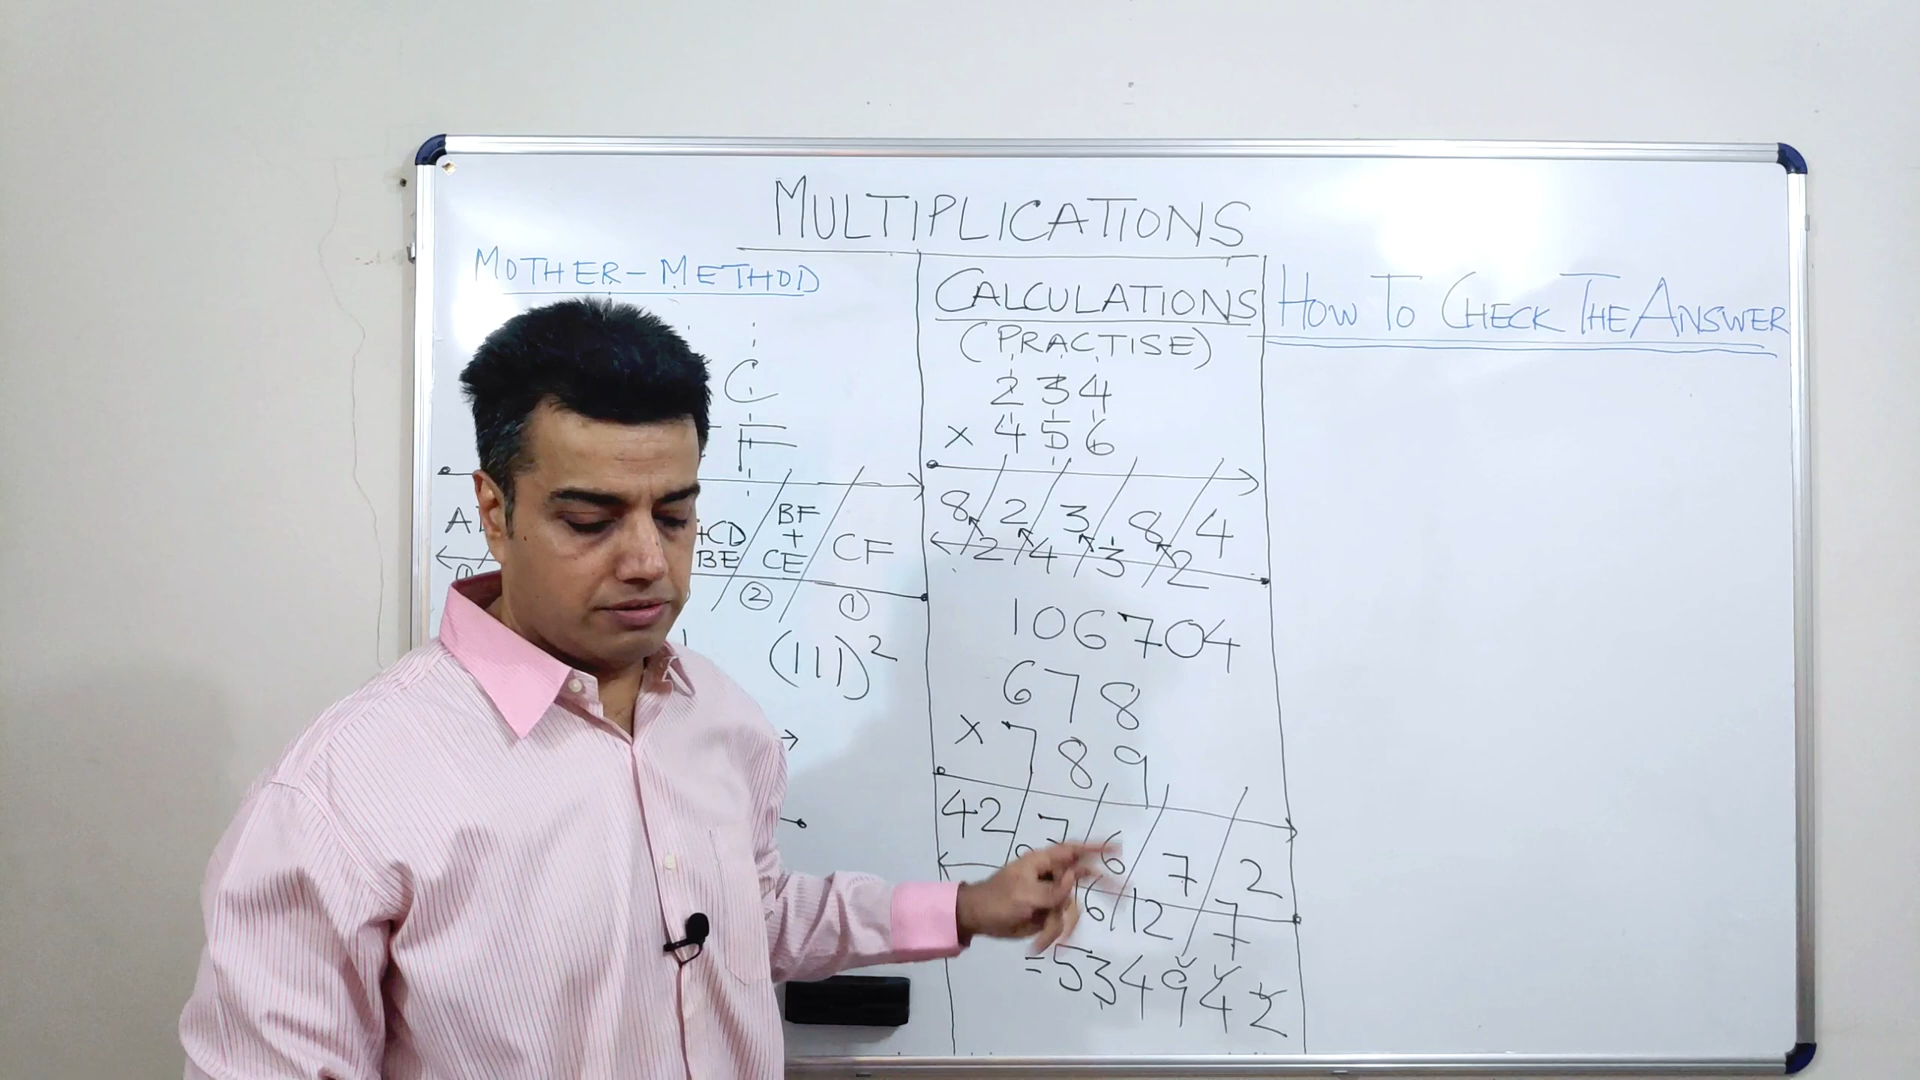 MULTIPLICATIONS
MOTHER-METHOD
C
F
+CD
BE
BF
+
CE
CF
②
①
(111)²
CALCULATIONS
(PRACTISE)
234
× 456
8/2/3/8/4
2/4/3/2
106704
678
× 789
42/7/6/7/2
6/12/7
=534942
HOW TO CHECK THE ANSWER